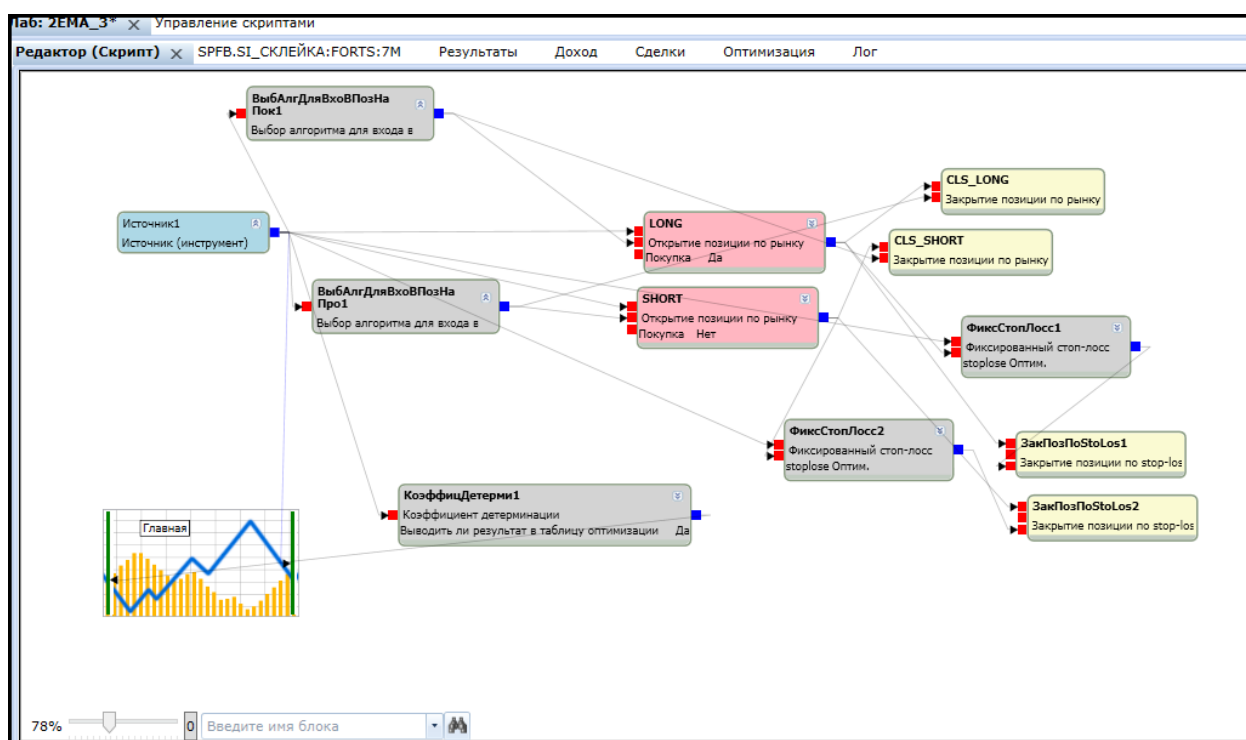 Лаб: 2EMA_3* Управление скриптами
Редактор (Скрипт) SPFB.SI_СКЛЕЙКА:FORTS:7M Результаты Доход Сделки Оптимизация Лог
ВыбАлгДляВхоВПозНа
Пок1
Выбор алгоритма для входа в
CLS_LONG
Закрытие позиции по рынку
Источник1
Источник (инструмент)
LONG
Открытие позиции по рынку
Покупка Да
CLS_SHORT
Закрытие позиции по рынку
ВыбАлгДляВхоВПозНа
Про1
Выбор алгоритма для входа в
SHORT
Открытие позиции по рынку
Покупка Нет
ФиксСтопЛосс1
Фиксированный стоп-лосс
stoplose Оптим.
ФиксСтопЛосс2
Фиксированный стоп-лосс
stoplose Оптим.
ЗакПозПоStoLos1
Закрытие позиции по stop-los
КоэффицДетерми1
Коэффициент детерминации
Выводить ли результат в таблицу оптимизации Да
ЗакПозПоStoLos2
Закрытие позиции по stop-los
Главная
78% 0 Введите имя блока